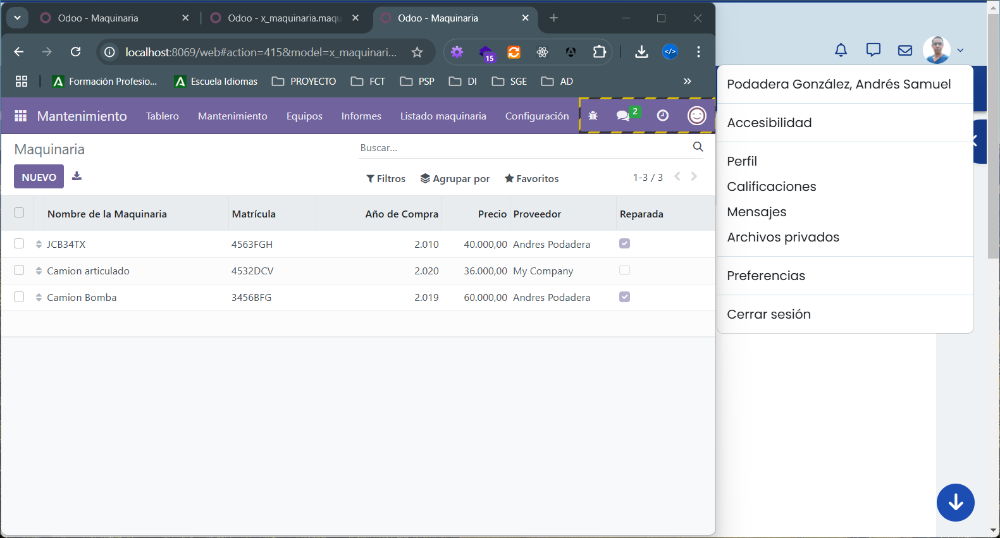 Odoo - Maquinaria
Odoo - x_maquinaria.maqu
Odoo - Maquinaria
localhost:8069/web#action=415&model=x_maquinari...
15
Formación Profesio...
Escuela Idiomas
PROYECTO
FCT
PSP
DI
SGE
AD
Mantenimiento
Tablero
Mantenimiento
Equipos
Informes
Listado maquinaria
Configuración
2
Maquinaria
Buscar...
NUEVO
Filtros
Agrupar por
Favoritos
1-3 / 3
Nombre de la Maquinaria Matrícula Año de Compra Precio Proveedor Reparada
JCB34TX 4563FGH 2.010 40.000,00 Andres Podadera
Camion articulado 4532DCV 2.020 36.000,00 My Company
Camion Bomba 3456BFG 2.019 60.000,00 Andres Podadera
Podadera González, Andrés Samuel
Accesibilidad
Perfil
Calificaciones
Mensajes
Archivos privados
Preferencias
Cerrar sesión